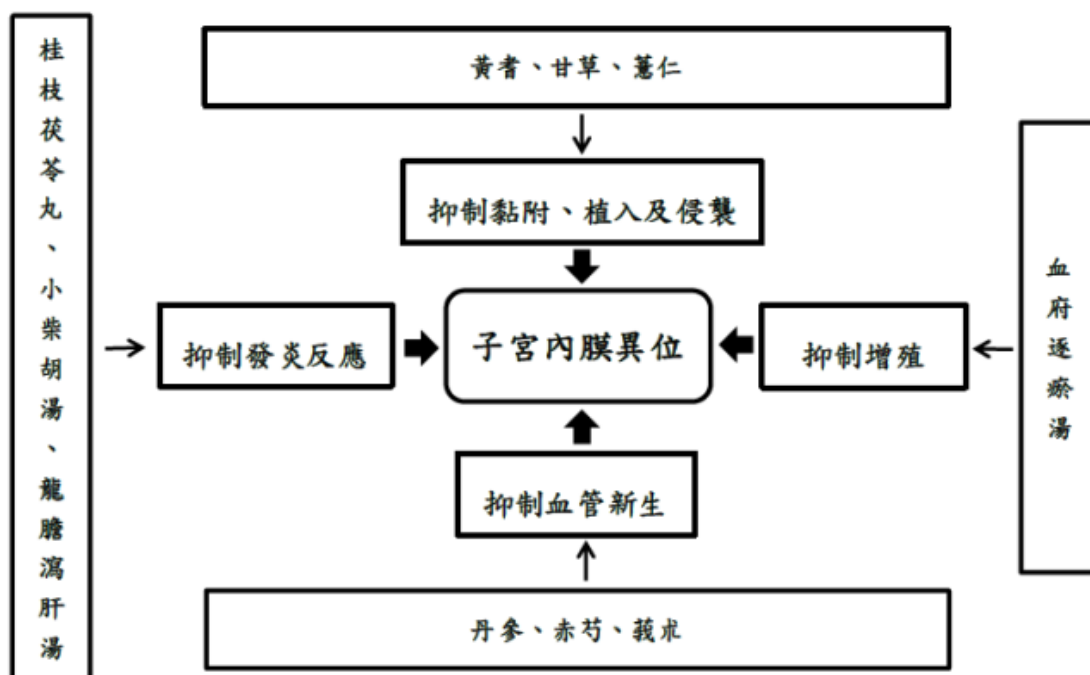 桂枝茯苓丸、小柴胡湯、龍膽瀉肝湯
黃耆、甘草、薏仁
抑制黏附、植入及侵襲
抑制發炎反應
子宮內膜異位
抑制增殖
血府逐瘀湯
抑制血管新生
丹參、赤芍、莪朮